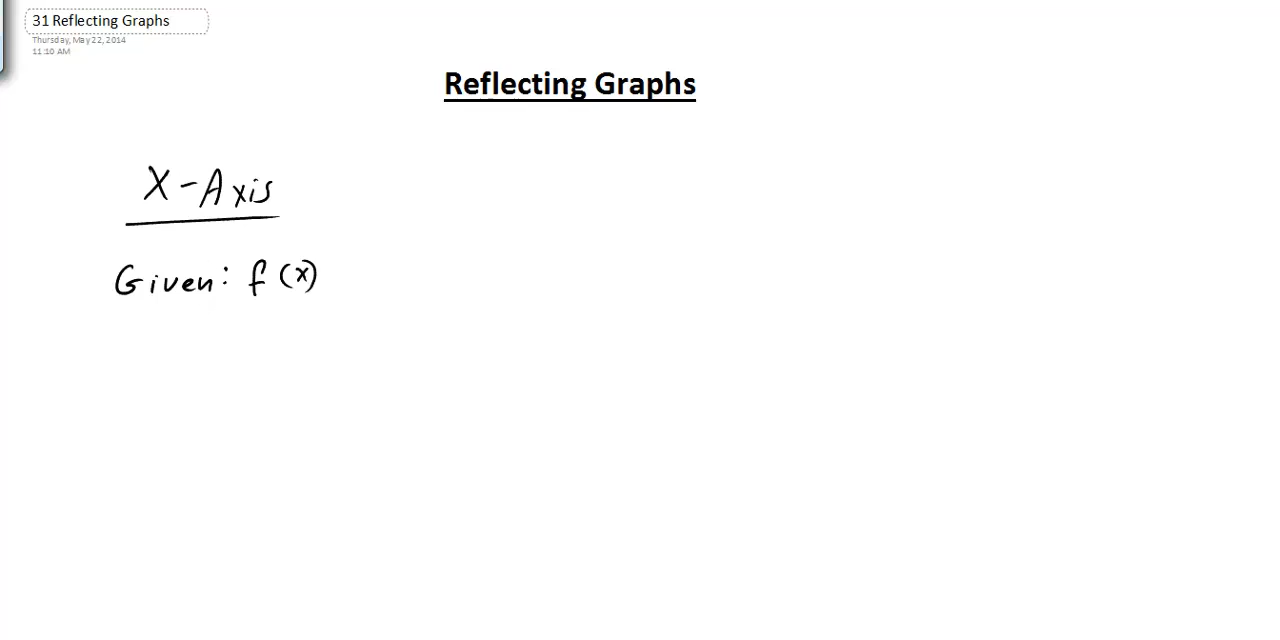 31 Reflecting Graphs
Thursday, May 22, 2014
11:10 AM
Reflecting Graphs
X-Axis
Given: f(x)